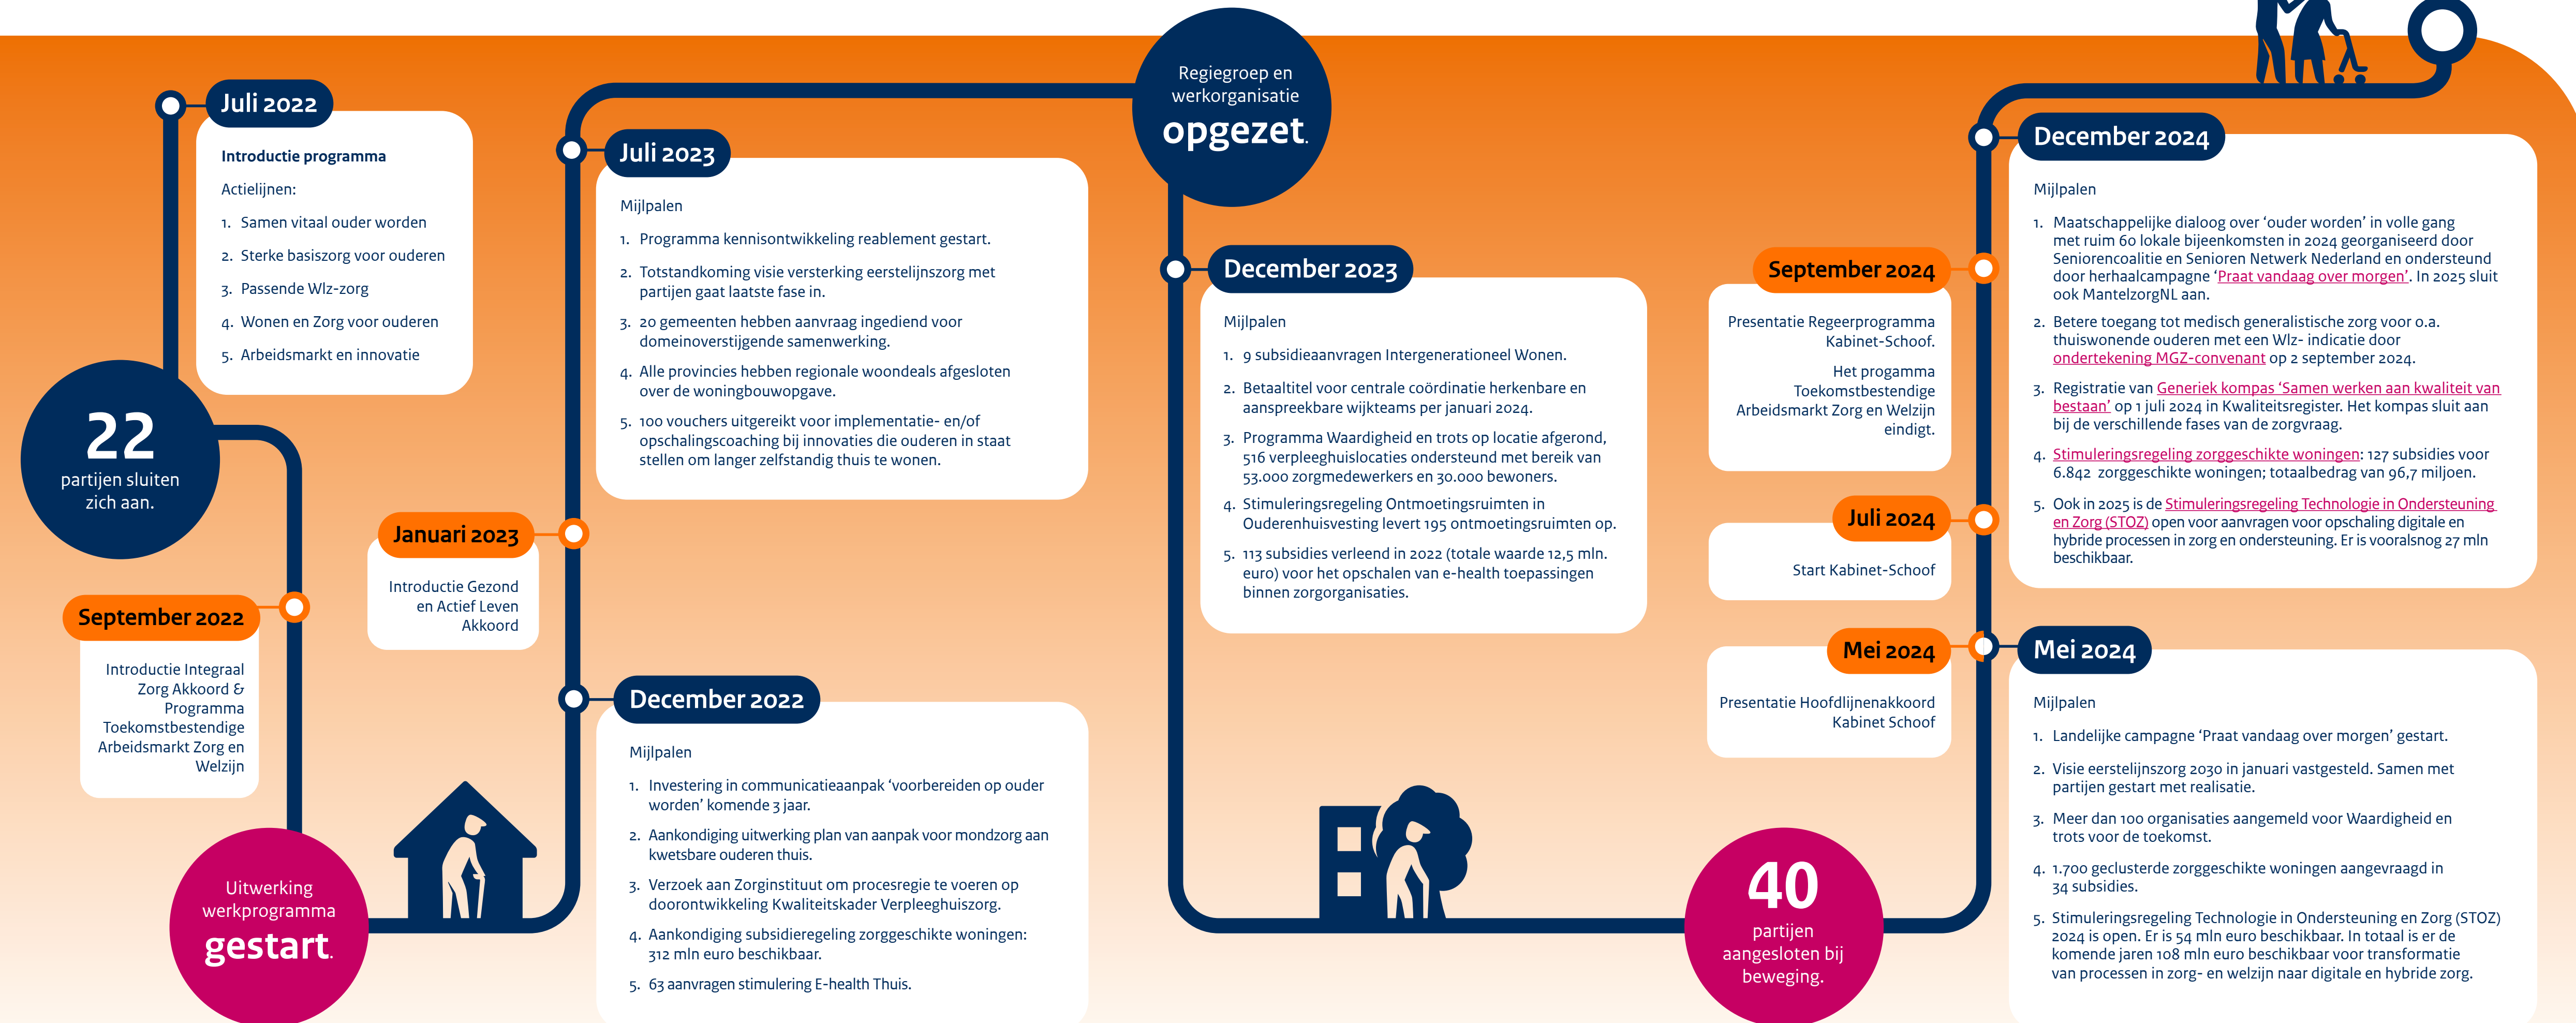 Juli 2022
Introductie programma
Actielijnen:
1. Samen vitaal ouder worden
2. Sterke basiszorg voor ouderen
3. Passende Wlz-zorg
4. Wonen en Zorg voor ouderen
5. Arbeidsmarkt en innovatie
22
partijen sluiten
zich aan.
September 2022
Introductie Integraal
Zorg Akkoord &
Programma
Toekomstbestendige
Arbeidsmarkt Zorg en
Welzijn
Uitwerking
werkprogramma
gestart.
December 2022
Mijlpalen
1. Investering in communicatieaanpak ‘voorbereiden op ouder
worden’ komende 3 jaar.
2. Aankondiging uitwerking plan van aanpak voor mondzorg aan
kwetsbare ouderen thuis.
3. Verzoek aan Zorginstituut om procesregie te voeren op
doorontwikkeling Kwaliteitskader Verpleeghuiszorg.
4. Aankondiging subsidieregeling zorggeschikte woningen:
312 mln euro beschikbaar.
5. 63 aanvragen stimulering E-health Thuis.
Januari 2023
Introductie Gezond
en Actief Leven
Akkoord
Juli 2023
Mijlpalen
1. Programma kennisontwikkeling reablement gestart.
2. Totstandkoming visie versterking eerstelijnszorg met
partijen gaat laatste fase in.
3. 20 gemeenten hebben aanvraag ingediend voor
domeinoverstijgende samenwerking.
4. Alle provincies hebben regionale woondeals afgesloten
over de woningbouwopgave.
5. 100 vouchers uitgereikt voor implementatie- en/of
opschalingscoaching bij innovaties die ouderen in staat
stellen om langer zelfstandig thuis te wonen.
Regiegroep en
werkorganisatie
opgezet.
December 2023
Mijlpalen
1. 9 subsidieaanvragen Intergenerationeel Wonen.
2. Betaaltitel voor centrale coördinatie herkenbare en
aanspreekbare wijkteams per januari 2024.
3. Programma Waardigheid en trots op locatie afgerond,
516 verpleeghuislocaties ondersteund met bereik van
53.000 zorgmedewerkers en 30.000 bewoners.
4. Stimuleringsregeling Ontmoetingsruimten in
Ouderenhuisvesting levert 195 ontmoetingsruimten op.
5. 113 subsidies verleend in 2022 (totale waarde 12,5 mln.
euro) voor het opschalen van e-health toepassingen
binnen zorgorganisaties.
40
partijen
aangesloten bij
beweging.
Mei 2024
Presentatie Hoofdlijnenakkoord
Kabinet Schoof
Mei 2024
Mijlpalen
1. Landelijke campagne ‘Praat vandaag over morgen’ gestart.
2. Visie eerstelijnszorg 2030 in januari vastgesteld. Samen met
partijen gestart met realisatie.
3. Meer dan 100 organisaties aangemeld voor Waardigheid en
trots voor de toekomst.
4. 1.700 geclusterde zorggeschikte woningen aangevraagd in
34 subsidies.
5. Stimuleringsregeling Technologie in Ondersteuning en Zorg (STOZ)
2024 is open. Er is 54 mln euro beschikbaar. In totaal is er de
komende jaren 108 mln euro beschikbaar voor transformatie
van processen in zorg- en welzijn naar digitale en hybride zorg.
Juli 2024
Start Kabinet-Schoof
September 2024
Presentatie Regeerprogramma
Kabinet-Schoof.
Het progamma
Toekomstbestendige
Arbeidsmarkt Zorg en Welzijn
eindigt.
December 2024
Mijlpalen
1. Maatschappelijke dialoog over ‘ouder worden’ in volle gang
met ruim 60 lokale bijeenkomsten in 2024 georganiseerd door
Seniorencoalitie en Senioren Netwerk Nederland en ondersteund
door herhaalcampagne ‘Praat vandaag over morgen’. In 2025 sluit
ook MantelzorgNL aan.
2. Betere toegang tot medisch generalistische zorg voor o.a.
thuiswonende ouderen met een Wlz- indicatie door
ondertekening MGZ-convenant op 2 september 2024.
3. Registratie van Generiek kompas ‘Samen werken aan kwaliteit van
bestaan’ op 1 juli 2024 in Kwaliteitsregister. Het kompas sluit aan
bij de verschillende fases van de zorgvraag.
4. Stimuleringsregeling zorggeschikte woningen: 127 subsidies voor
6.842 zorggeschikte woningen; totaalbedrag van 96,7 miljoen.
5. Ook in 2025 is de Stimuleringsregeling Technologie in Ondersteuning
en Zorg (STOZ) open voor aanvragen voor opschaling digitale en
hybride processen in zorg en ondersteuning. Er is vooralsnog 27 mln
beschikbaar.